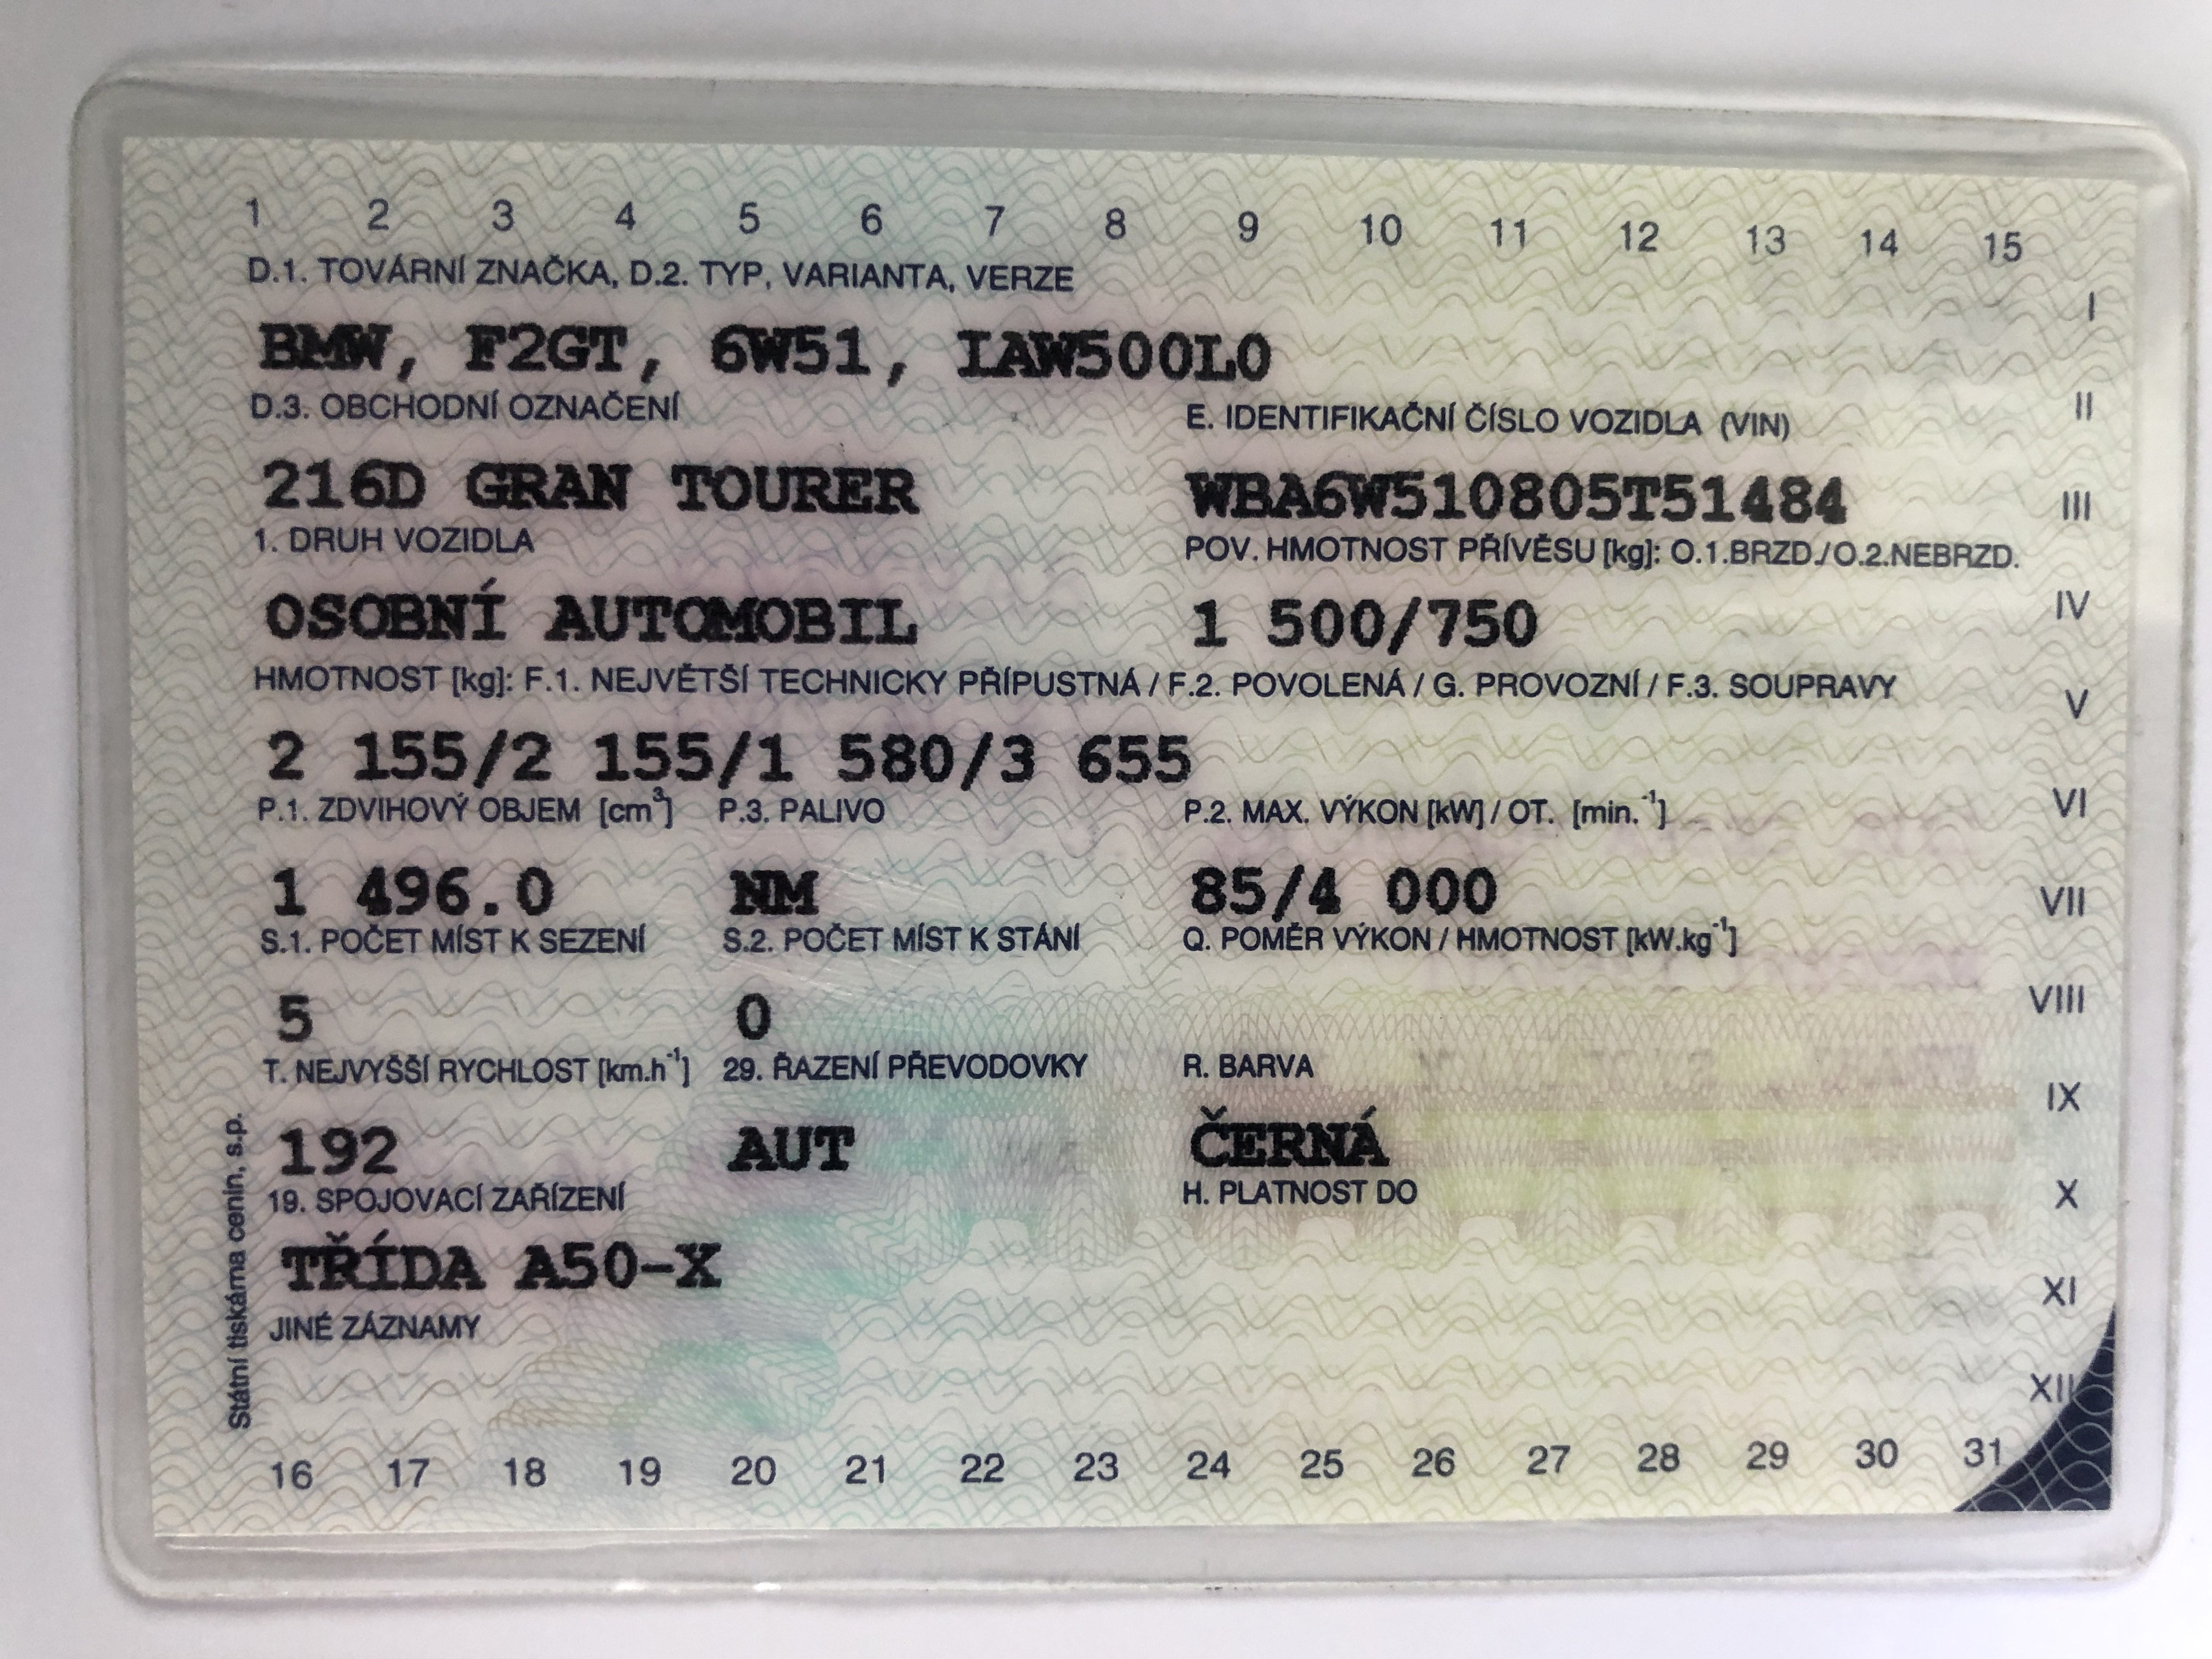 1 2 3 4 5 6 7 8 9 10 11 12 13 14 15
D.1. TOVÁRNÍ ZNAČKA, D.2. TYP, VARIANTA, VERZE
I
BMW, F2GT, 6W51, IAW500L0
D.3. OBCHODNÍ OZNAČENÍ E. IDENTIFIKAČNÍ ČÍSLO VOZIDLA (VIN)
II
216D GRAN TOURER WBA6W510805T51484
III
1. DRUH VOZIDLA POV. HMOTNOST PŘÍVĚSU [kg]: O.1.BRZD./O.2.NEBRZD.
OSOBNÍ AUTOMOBIL 1 500/750
IV
HMOTNOST [kg]: F.1. NEJVĚTŠÍ TECHNICKY PŘÍPUSTNÁ / F.2. POVOLENÁ / G. PROVOZNÍ / F.3. SOUPRAVY
V
2 155/2 155/1 580/3 655
P.1. ZDVIHOVÝ OBJEM [cm³] P.3. PALIVO P.2. MAX. VÝKON [kW] / OT. [min.⁻¹]
VI
1 496.0 NM 85/4 000
VII
S.1. POČET MÍST K SEZENÍ S.2. POČET MÍST K STÁNÍ Q. POMĚR VÝKON / HMOTNOST [kW.kg⁻¹]
5 0
VIII
T. NEJVYŠŠÍ RYCHLOST [km.h⁻¹] 29. ŘAZENÍ PŘEVODOVKY R. BARVA
IX
192 AUT ČERNÁ
19. SPOJOVACÍ ZAŘÍZENÍ H. PLATNOST DO
X
TŘÍDA A50-X
XI
JINÉ ZÁZNAMY
XII
Státní tiskárna cenin, s.p.
16 17 18 19 20 21 22 23 24 25 26 27 28 29 30 31